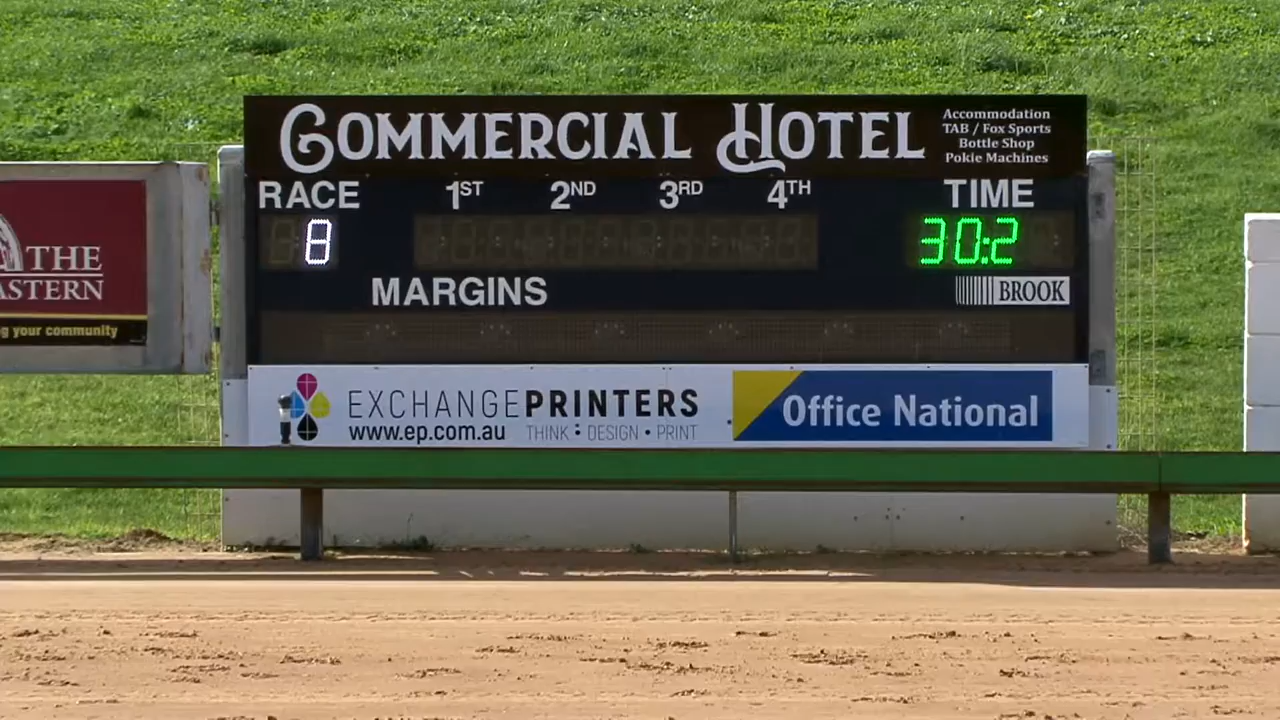 COMMERCIAL HOTEL
Accommodation
TAB / Fox Sports
Bottle Shop
Pokie Machines
RACE 1ST 2ND 3RD 4TH TIME
8 30:2
MARGINS
BROOK
THE
your community
EXCHANGEPRINTERS
www.ep.com.au THINK : DESIGN • PRINT
Office National